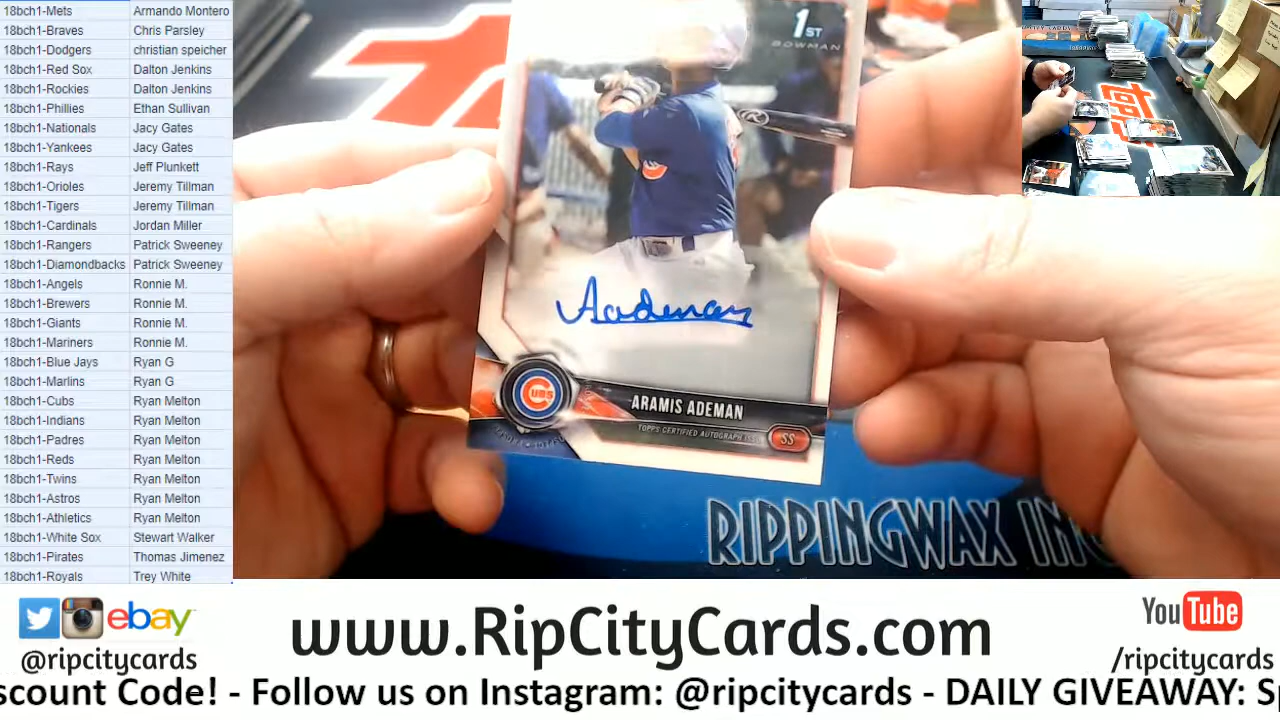 18bch1-Mets Armando Montero
18bch1-Braves Chris Parsley
18bch1-Dodgers christian speicher
18bch1-Red Sox Dalton Jenkins
18bch1-Rockies Dalton Jenkins
18bch1-Phillies Ethan Sullivan
18bch1-Nationals Jacy Gates
18bch1-Yankees Jacy Gates
18bch1-Rays Jeff Plunkett
18bch1-Orioles Jeremy Tillman
18bch1-Tigers Jeremy Tillman
18bch1-Cardinals Jordan Miller
18bch1-Rangers Patrick Sweeney
18bch1-Diamondbacks Patrick Sweeney
18bch1-Angels Ronnie M.
18bch1-Brewers Ronnie M.
18bch1-Giants Ronnie M.
18bch1-Mariners Ronnie M.
18bch1-Blue Jays Ryan G
18bch1-Marlins Ryan G
18bch1-Cubs Ryan Melton
18bch1-Indians Ryan Melton
18bch1-Padres Ryan Melton
18bch1-Reds Ryan Melton
18bch1-Twins Ryan Melton
18bch1-Astros Ryan Melton
18bch1-Athletics Ryan Melton
18bch1-White Sox Stewart Walker
18bch1-Pirates Thomas Jimenez
18bch1-Royals Trey White
1ST
BOWMAN
Aademan
CUBS
ARAMIS ADEMAN
TOPPS CERTIFIED AUTOGRAPH
SS
RIPPINGWAX
ebay
@ripcitycards
www.RipCityCards.com
YouTube
/ripcitycards
scount Code! - Follow us on Instagram: @ripcitycards - DAILY GIVEAWAY: Sp